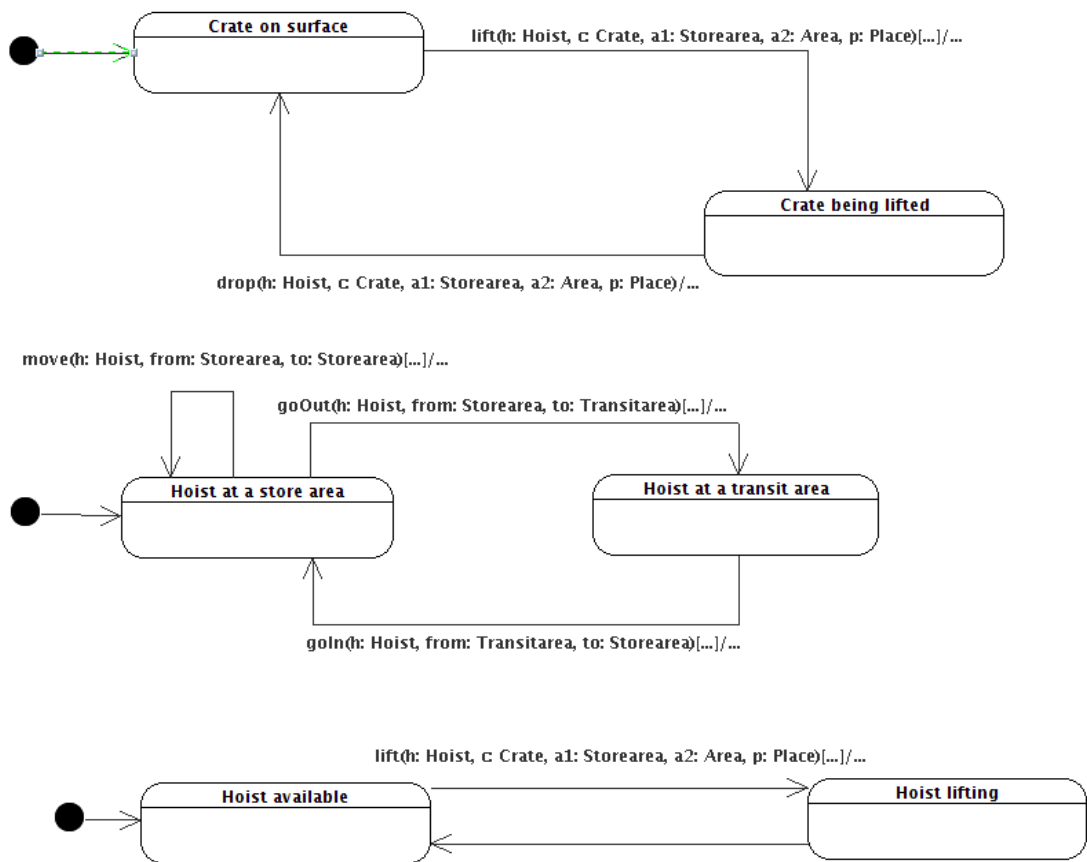 Crate on surface
lift(h: Hoist, c: Crate, a1: Storearea, a2: Area, p: Place)[...]/...
Crate being lifted
drop(h: Hoist, c: Crate, a1: Storearea, a2: Area, p: Place)/...
move(h: Hoist, from: Storearea, to: Storearea)[...]/...
goOut(h: Hoist, from: Storearea, to: Transitarea)[...]/...
Hoist at a store area
Hoist at a transit area
goIn(h: Hoist, from: Transitarea, to: Storearea)[...]/...
lift(h: Hoist, c: Crate, a1: Storearea, a2: Area, p: Place)[...]/...
Hoist available
Hoist lifting